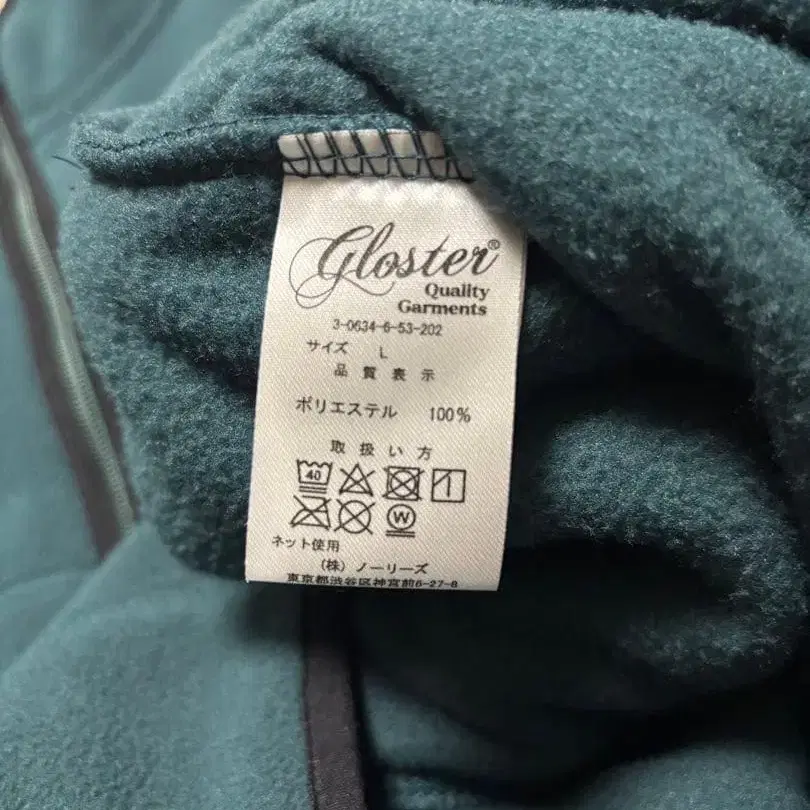 Gloster®
Quality
Garments
3-0634-6-53-202
サイズ L
品質表示
ポリエステル 100%
取扱い方
40
W
ネット使用
(株) ノーリーズ
東京都渋谷区神宮前6-27-8